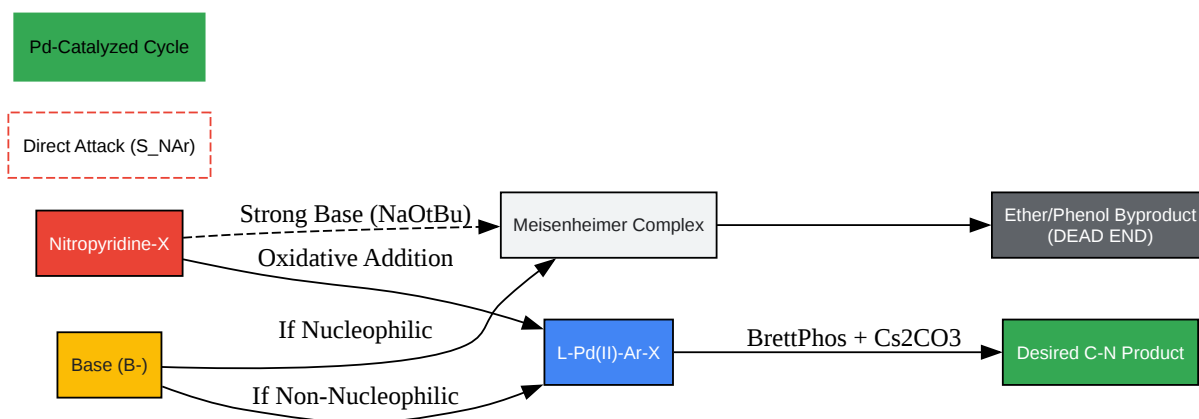 Pd-Catalyzed Cycle
Direct Attack (S_NAr)
Strong Base (NaOtBu)
Nitropyridine-X
Meisenheimer Complex
Ether/Phenol Byproduct
(DEAD END)
Oxidative Addition
If Nucleophilic
Base (B-)
L-Pd(II)-Ar-X
BrettPhos + Cs2CO3
Desired C-N Product
If Non-Nucleophilic